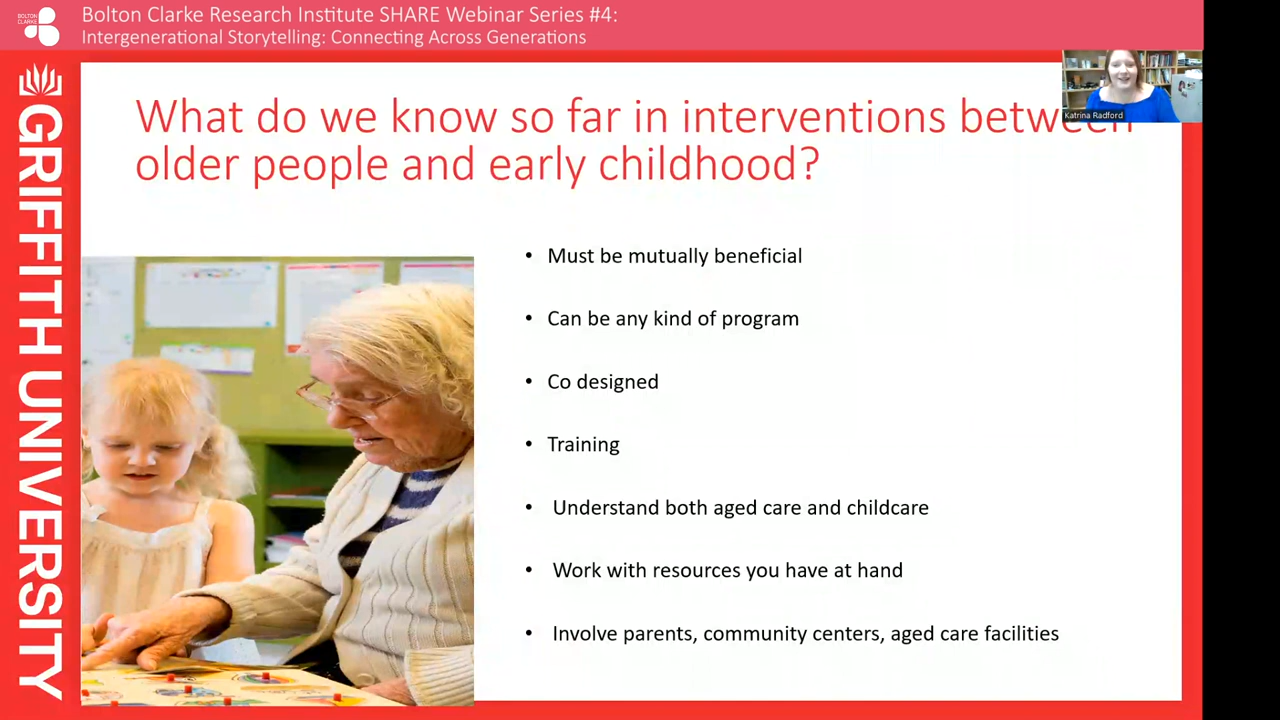 BOLTON
CLARKE
Bolton Clarke Research Institute SHARE Webinar Series #4:
Intergenerational Storytelling: Connecting Across Generations
GRIFFITH UNIVERSITY
Katrina Radford
What do we know so far in interventions between
older people and early childhood?
• Must be mutually beneficial
• Can be any kind of program
• Co designed
• Training
• Understand both aged care and childcare
• Work with resources you have at hand
• Involve parents, community centers, aged care facilities